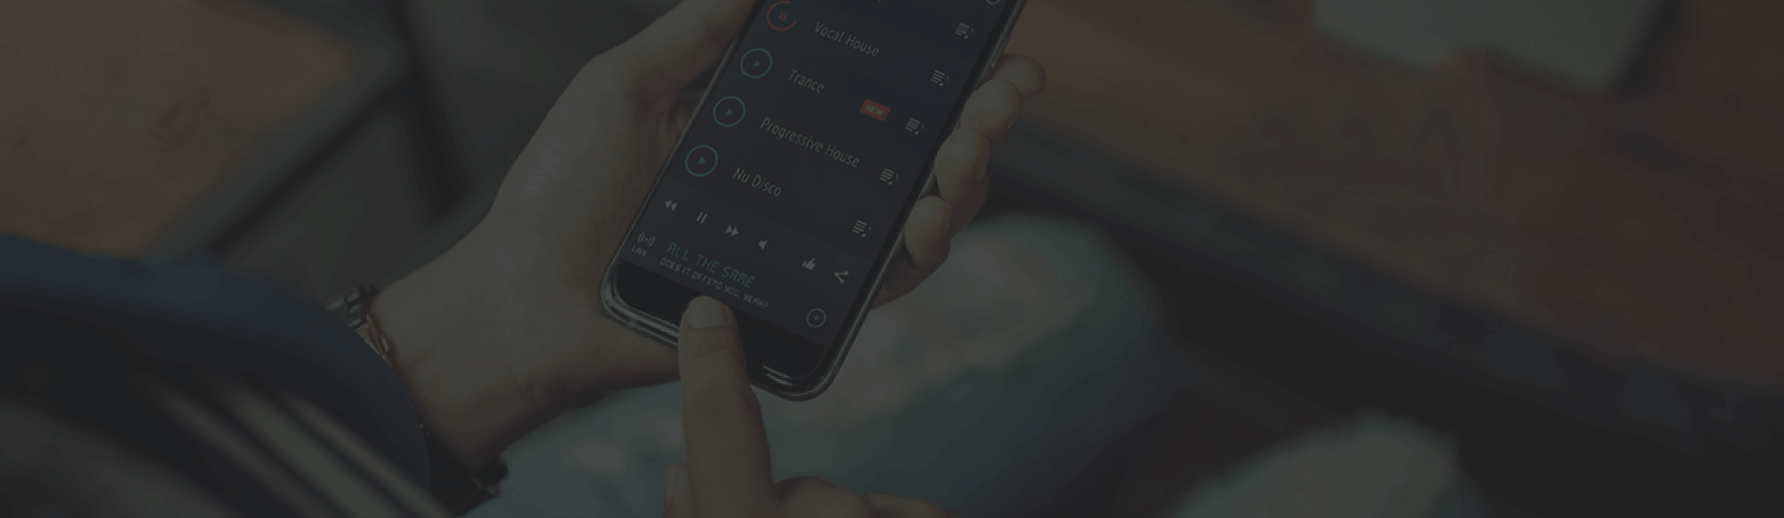 Vocal House
Trance
NEW
Progressive House
Nu Disco
LIVE
ALL THE SAME
DOES IT OFFEND YOU, YEAH?